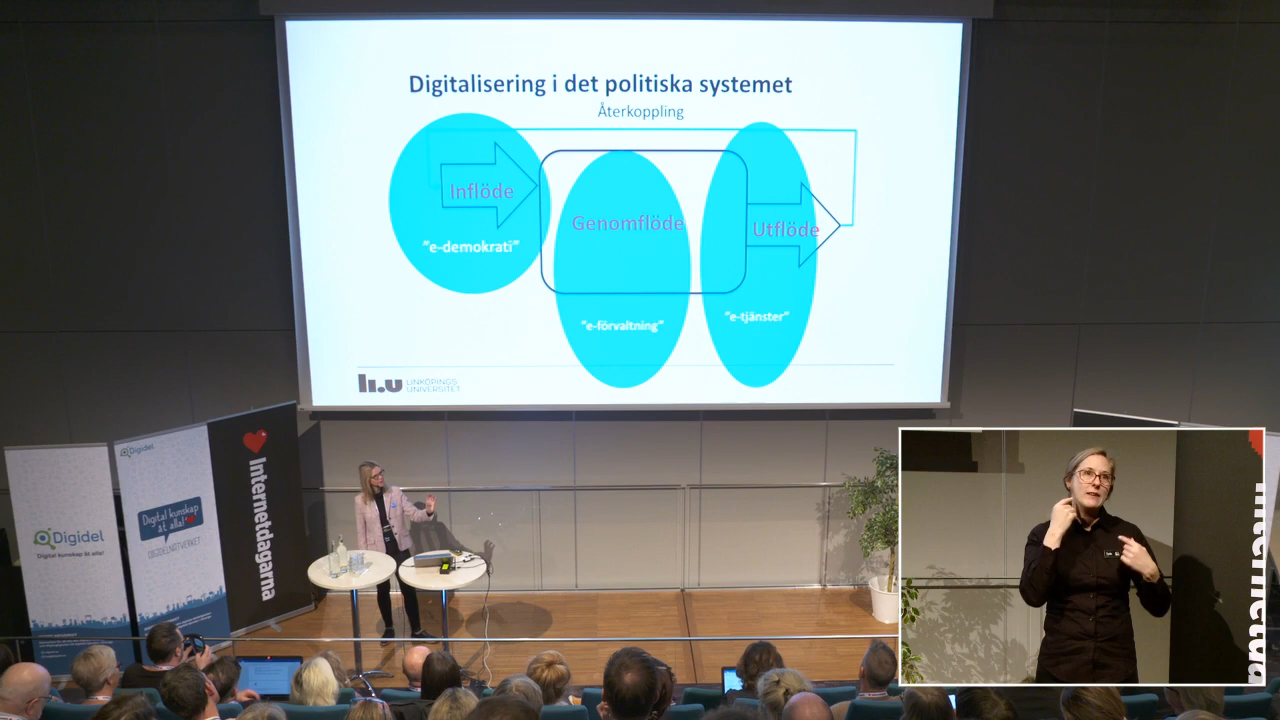 Digitalisering i det politiska systemet
Återkoppling
Inflöde
Genomflöde
Utflöde
"e-demokrati"
"e-förvaltning"
"e-tjänster"
li.u LINKÖPINGS
UNIVERSITET
Digidel
Digital kunskap åt alla!
Digidel
Digital kunskap
åt alla!
DIGIDELNÄTVERKET
Internetdagarna